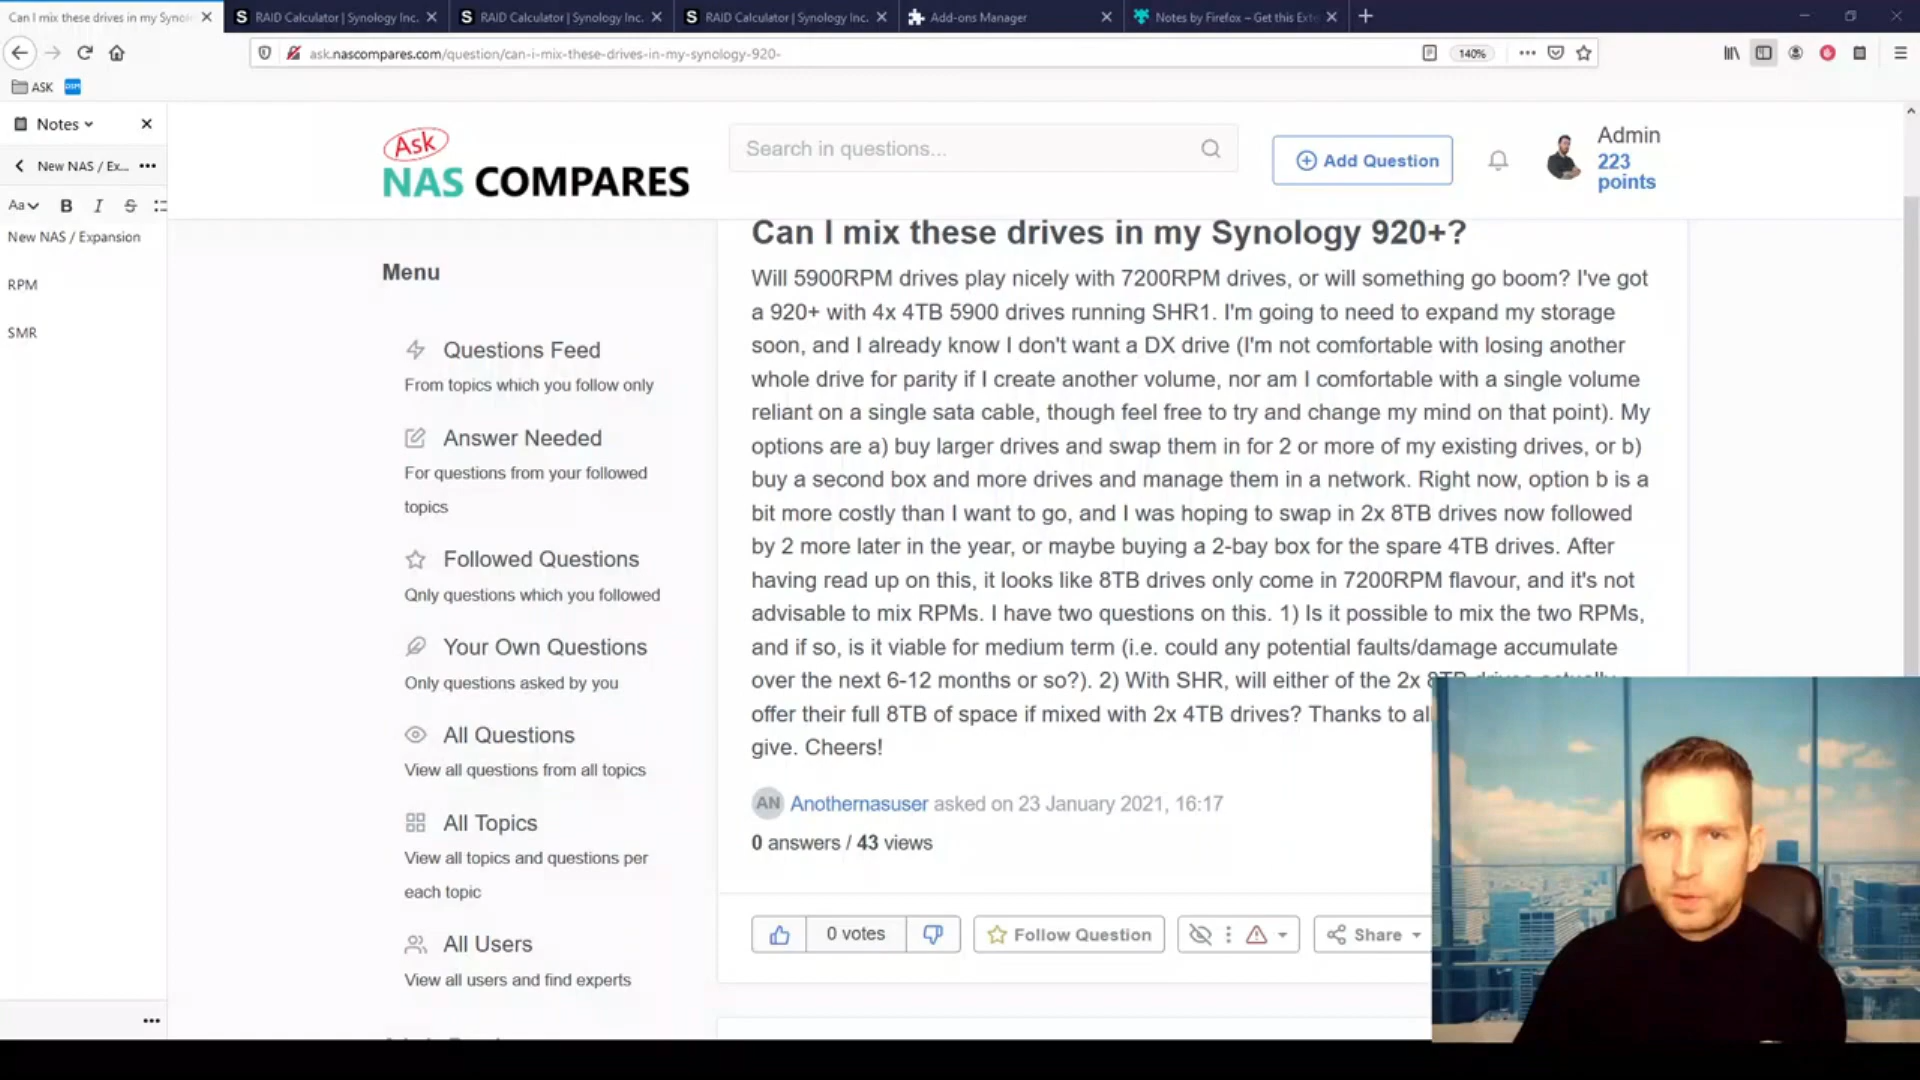 Can I mix these drives in my Synol
RAID Calculator | Synology Inc.
RAID Calculator | Synology Inc.
RAID Calculator | Synology Inc.
Add-ons Manager
Notes by Firefox – Get this Exte
ask.nascompares.com/question/can-i-mix-these-drives-in-my-synology-920-
140%
ASK
DSM
Notes
New NAS / Ex...
Aa B I S
New NAS / Expansion
RPM
SMR
Ask
NAS COMPARES
Search in questions...
Add Question
Admin
223
points
Menu
Questions Feed
From topics which you follow only
Answer Needed
For questions from your followed
topics
Followed Questions
Only questions which you followed
Your Own Questions
Only questions asked by you
All Questions
View all questions from all topics
All Topics
View all topics and questions per
each topic
All Users
View all users and find experts
Can I mix these drives in my Synology 920+?
Will 5900RPM drives play nicely with 7200RPM drives, or will something go boom? I've got
a 920+ with 4x 4TB 5900 drives running SHR1. I'm going to need to expand my storage
soon, and I already know I don't want a DX drive (I'm not comfortable with losing another
whole drive for parity if I create another volume, nor am I comfortable with a single volume
reliant on a single sata cable, though feel free to try and change my mind on that point). My
options are a) buy larger drives and swap them in for 2 or more of my existing drives, or b)
buy a second box and more drives and manage them in a network. Right now, option b is a
bit more costly than I want to go, and I was hoping to swap in 2x 8TB drives now followed
by 2 more later in the year, or maybe buying a 2-bay box for the spare 4TB drives. After
having read up on this, it looks like 8TB drives only come in 7200RPM flavour, and it's not
advisable to mix RPMs. I have two questions on this. 1) Is it possible to mix the two RPMs,
and if so, is it viable for medium term (i.e. could any potential faults/damage accumulate
over the next 6-12 months or so?). 2) With SHR, will either of the 2x 8TB drives actually
offer their full 8TB of space if mixed with 2x 4TB drives? Thanks to al
give. Cheers!
AN Anothernasuser asked on 23 January 2021, 16:17
0 answers / 43 views
0 votes
Follow Question
Share